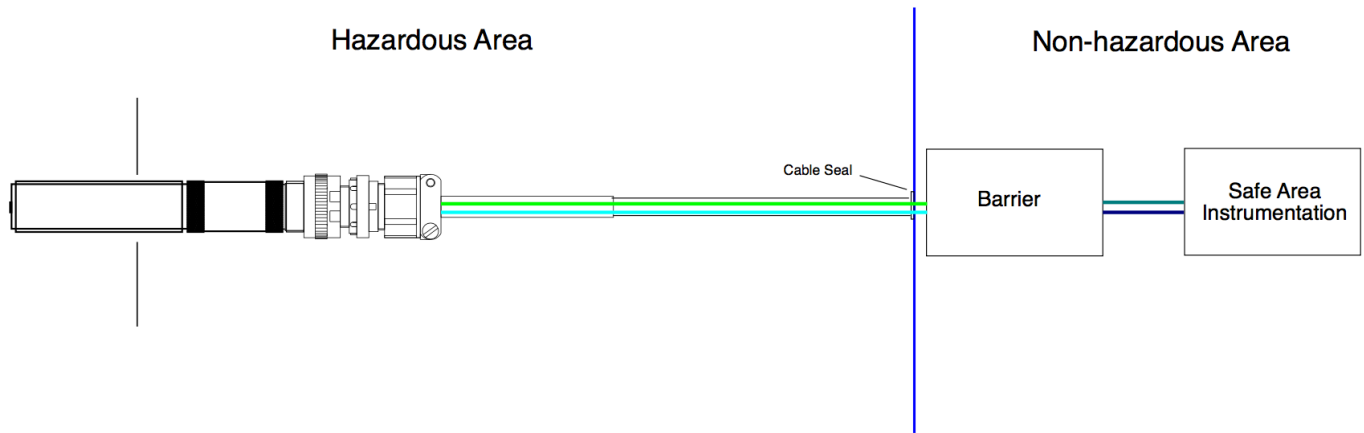 Hazardous Area
Non-hazardous Area
Cable Seal
Barrier
Safe Area
Instrumentation